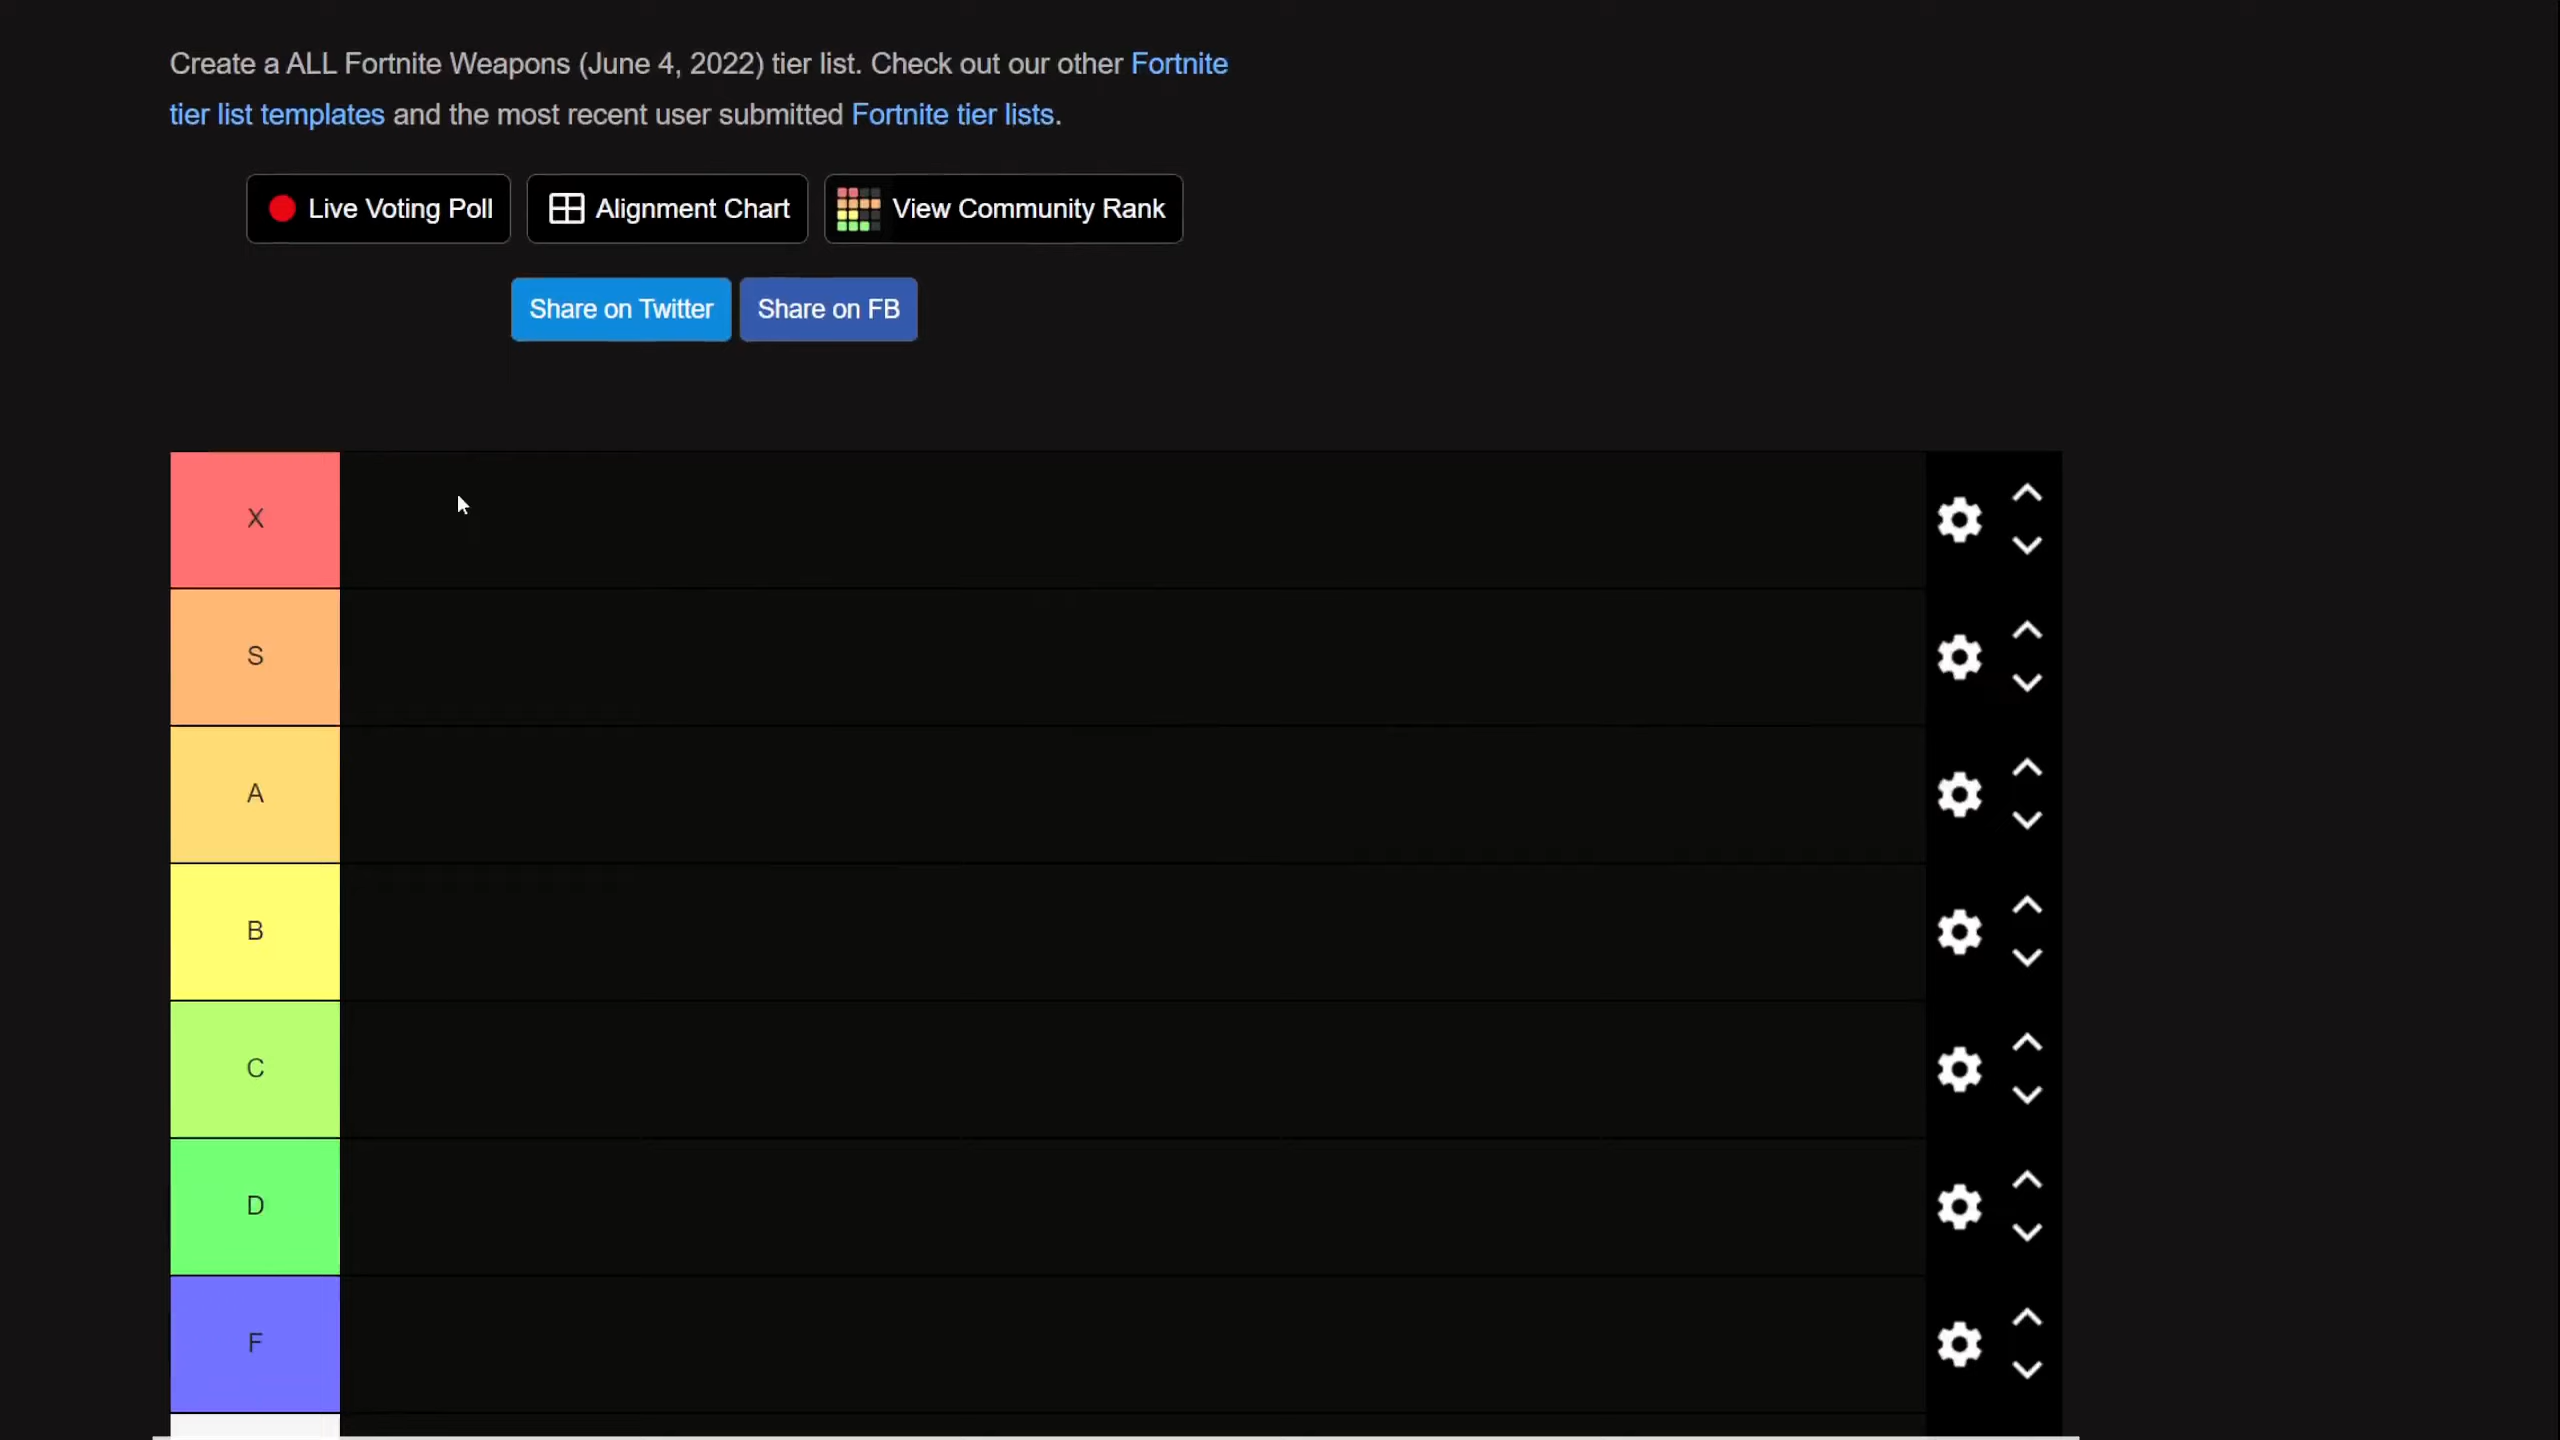 Create a ALL Fortnite Weapons (June 4, 2022) tier list. Check out our other Fortnite
tier list templates and the most recent user submitted Fortnite tier lists.
Live Voting Poll
Alignment Chart
View Community Rank
Share on Twitter
Share on FB
X
S
A
B
C
D
F